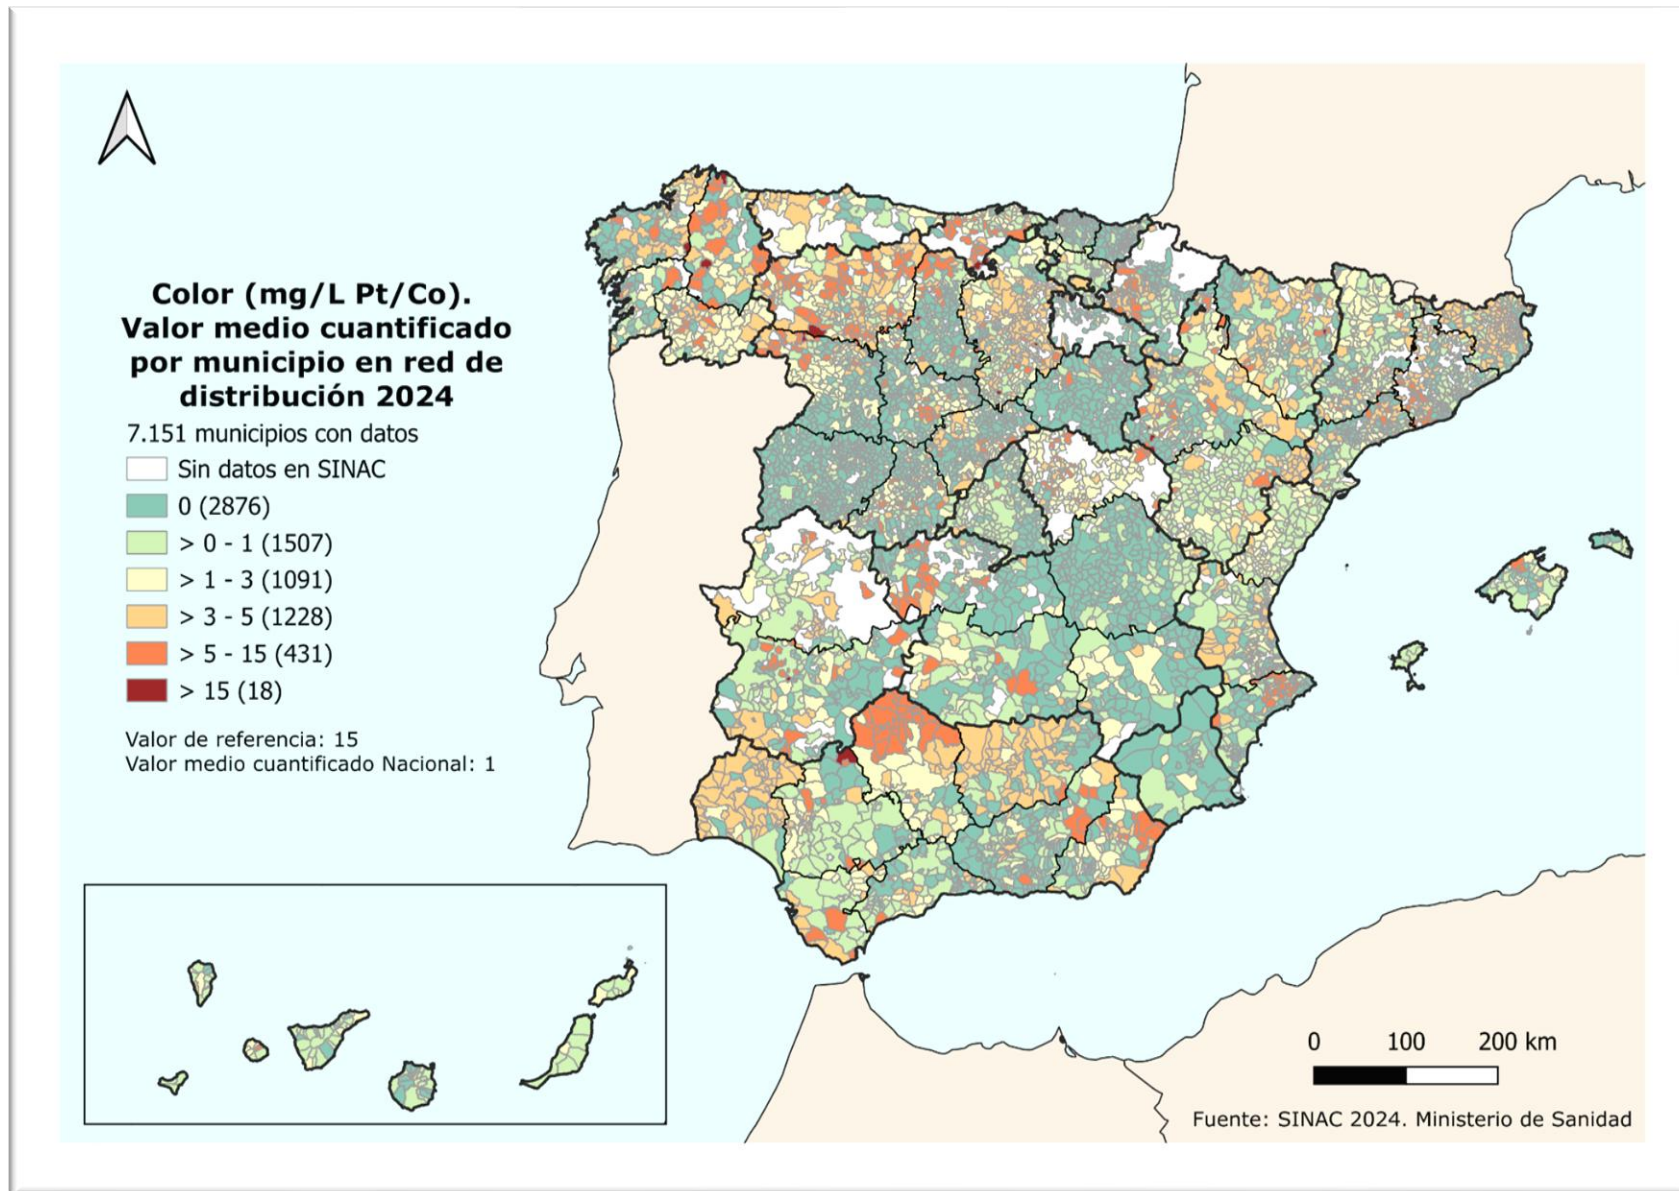 Color (mg/L Pt/Co).
Valor medio cuantificado
por municipio en red de
distribución 2024
7.151 municipios con datos
Sin datos en SINAC
0 (2876)
> 0 - 1 (1507)
> 1 - 3 (1091)
> 3 - 5 (1228)
> 5 - 15 (431)
> 15 (18)
Valor de referencia: 15
Valor medio cuantificado Nacional: 1
0 100 200 km
Fuente: SINAC 2024. Ministerio de Sanidad